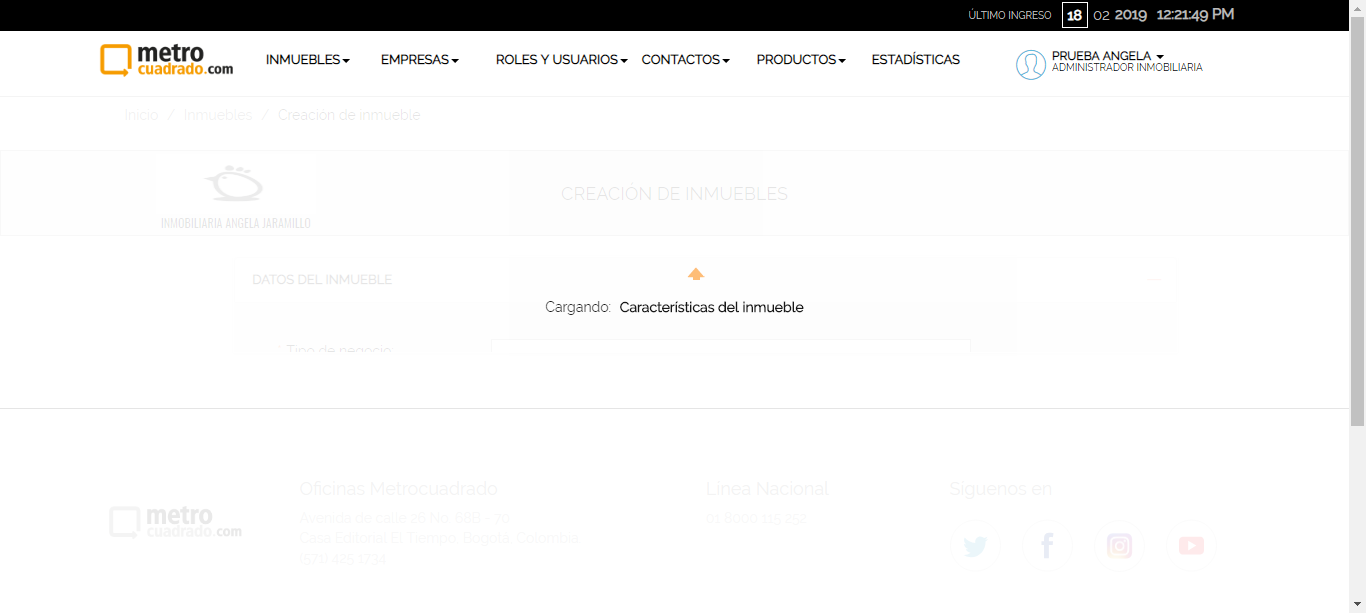 ÚLTIMO INGRESO 18 02 2019 12:21:49 PM
metro
cuadrado.com
INMUEBLES EMPRESAS ROLES Y USUARIOS CONTACTOS PRODUCTOS ESTADÍSTICAS
PRUEBA ANGELA
ADMINISTRADOR INMOBILIARIA
Inicio / Inmuebles / Creación de inmueble
CREACIÓN DE INMUEBLES
INMOBILIARIA ANGELA JARAMILLO
DATOS DEL INMUEBLE
Cargando: Características del inmueble
Tipo de negocio
Oficinas Metrocuadrado
Avenida de calle 26 No. 68B - 70
Casa Editorial El Tiempo. Bogotá, Colombia
(571) 425 1734
metro
cuadrado.com
Línea Nacional
01 8000 115 252
Síguenos en